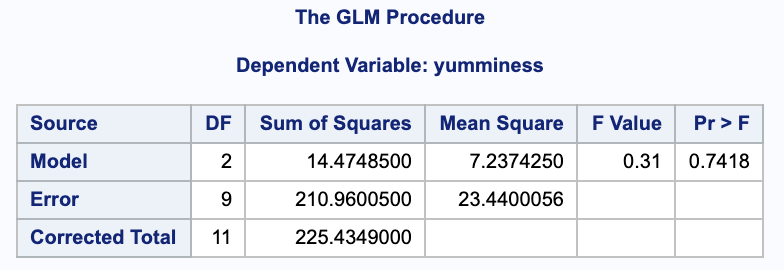 The GLM Procedure
Dependent Variable: yumminess
Source DF Sum of Squares Mean Square F Value Pr > F
Model 2 14.4748500 7.2374250 0.31 0.7418
Error 9 210.9600500 23.4400056
Corrected Total 11 225.4349000